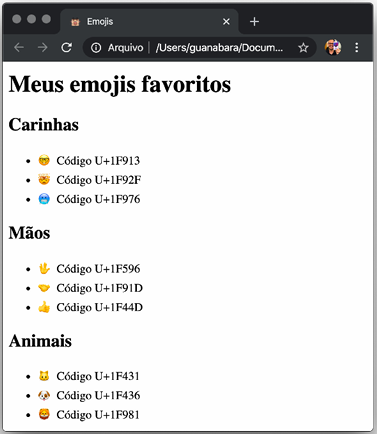 Emojis
Arquivo | /Users/guanabara/Docum...
Meus emojis favoritos
Carinhas
🤓 Código U+1F913
🤯 Código U+1F92F
🥶 Código U+1F976
Mãos
🖖 Código U+1F596
🤝 Código U+1F91D
👍 Código U+1F44D
Animais
🐱 Código U+1F431
🐶 Código U+1F436
🦁 Código U+1F981